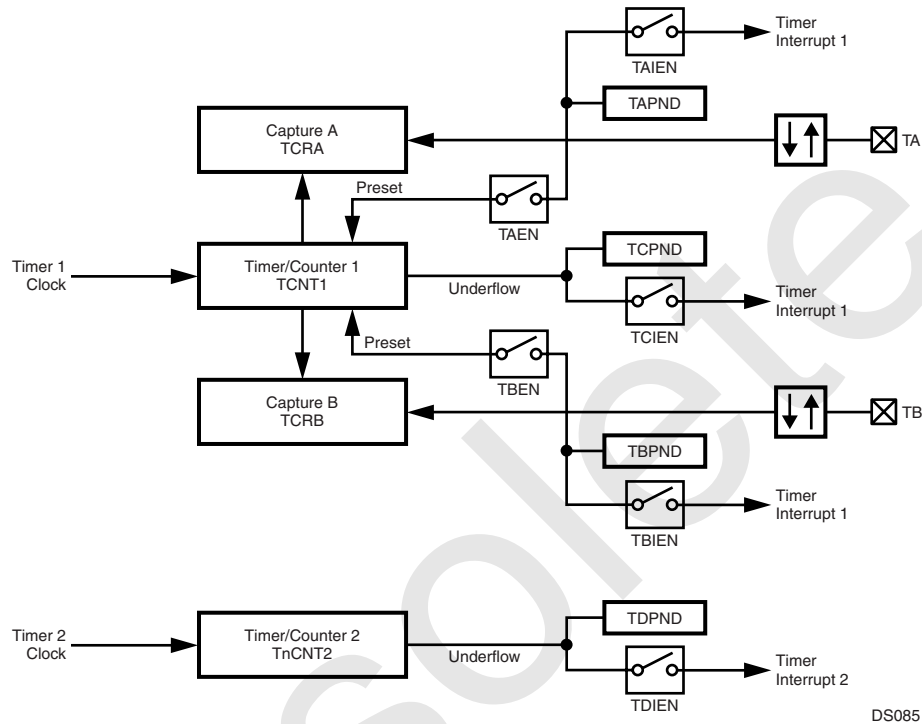 Timer
Interrupt 1
TAIEN
TAPND
Capture A
TCRA
TA
Preset
TAEN
Timer 1
Clock
Timer/Counter 1
TCNT1
Underflow
TCPND
TCIEN
Timer
Interrupt 1
Preset
TBEN
Capture B
TCRB
TB
TBPND
TBIEN
Timer
Interrupt 1
Timer 2
Clock
Timer/Counter 2
TnCNT2
Underflow
TDPND
TDIEN
Timer
Interrupt 2
DS085
solete